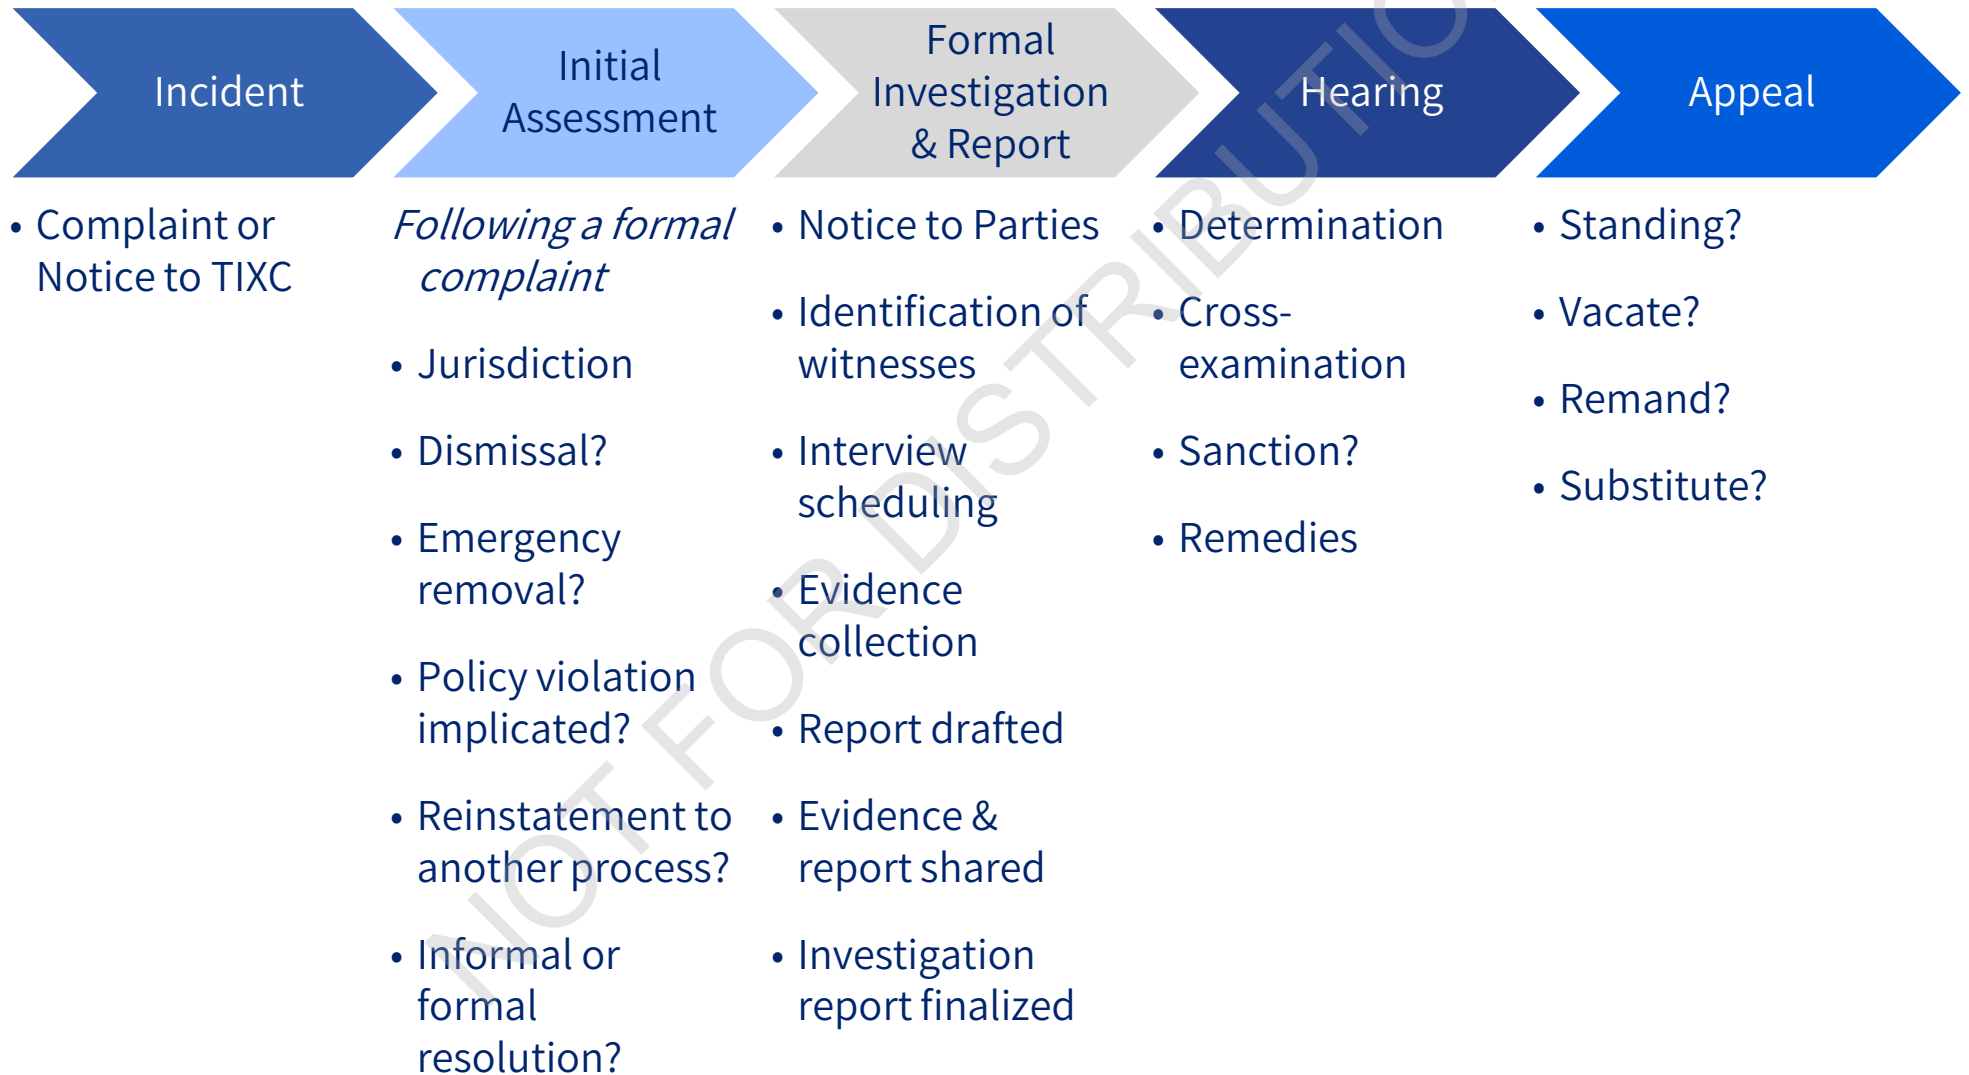 Incident
Initial
Assessment
Formal
Investigation
& Report
Hearing
Appeal
• Complaint or
Notice to TIXC
Following a formal
complaint
• Jurisdiction
• Dismissal?
• Emergency
removal?
• Policy violation
implicated?
• Reinstatement to
another process?
• Informal or
formal
resolution?
• Notice to Parties
• Identification of
witnesses
• Interview
scheduling
• Evidence
collection
• Report drafted
• Evidence &
report shared
• Investigation
report finalized
• Determination
• Cross-
examination
• Sanction?
• Remedies
• Standing?
• Vacate?
• Remand?
• Substitute?
NOT FOR DISTRIBUTIO